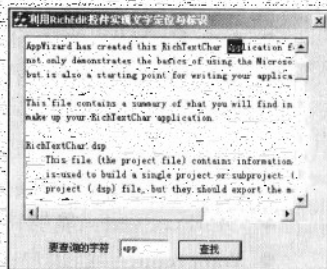 利用RichEdit控件实现文字定位与标识
AppWizard has created this RichTextChar application f
not only demonstrates the basics of using the Microso
but is also a starting point for writing your applica
This file contains a summary of what you will find in
make up your RichTextChar application.
RichTextChar.dsp
This file (the project file) contains information
is used to build a single project or subproject.
project (.dsp) file, but they should export the m
要查询的字符 app 查找